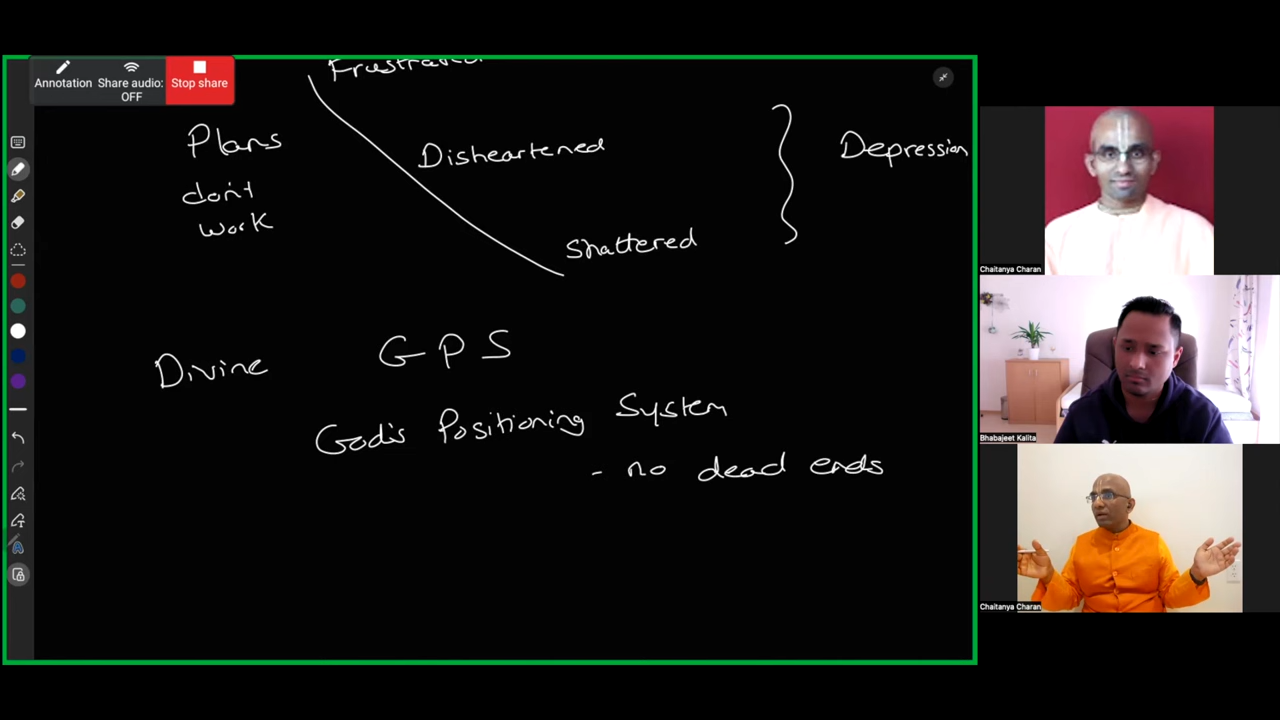 Annotation
Share audio:
OFF
Stop share
Frustrated
Plans
don't
work
Disheartened
Shattered
Depression
Divine G P S
God's Positioning System
- no dead ends
Chaitanya Charan
Bhabajeet Kalita
Chaitanya Charan